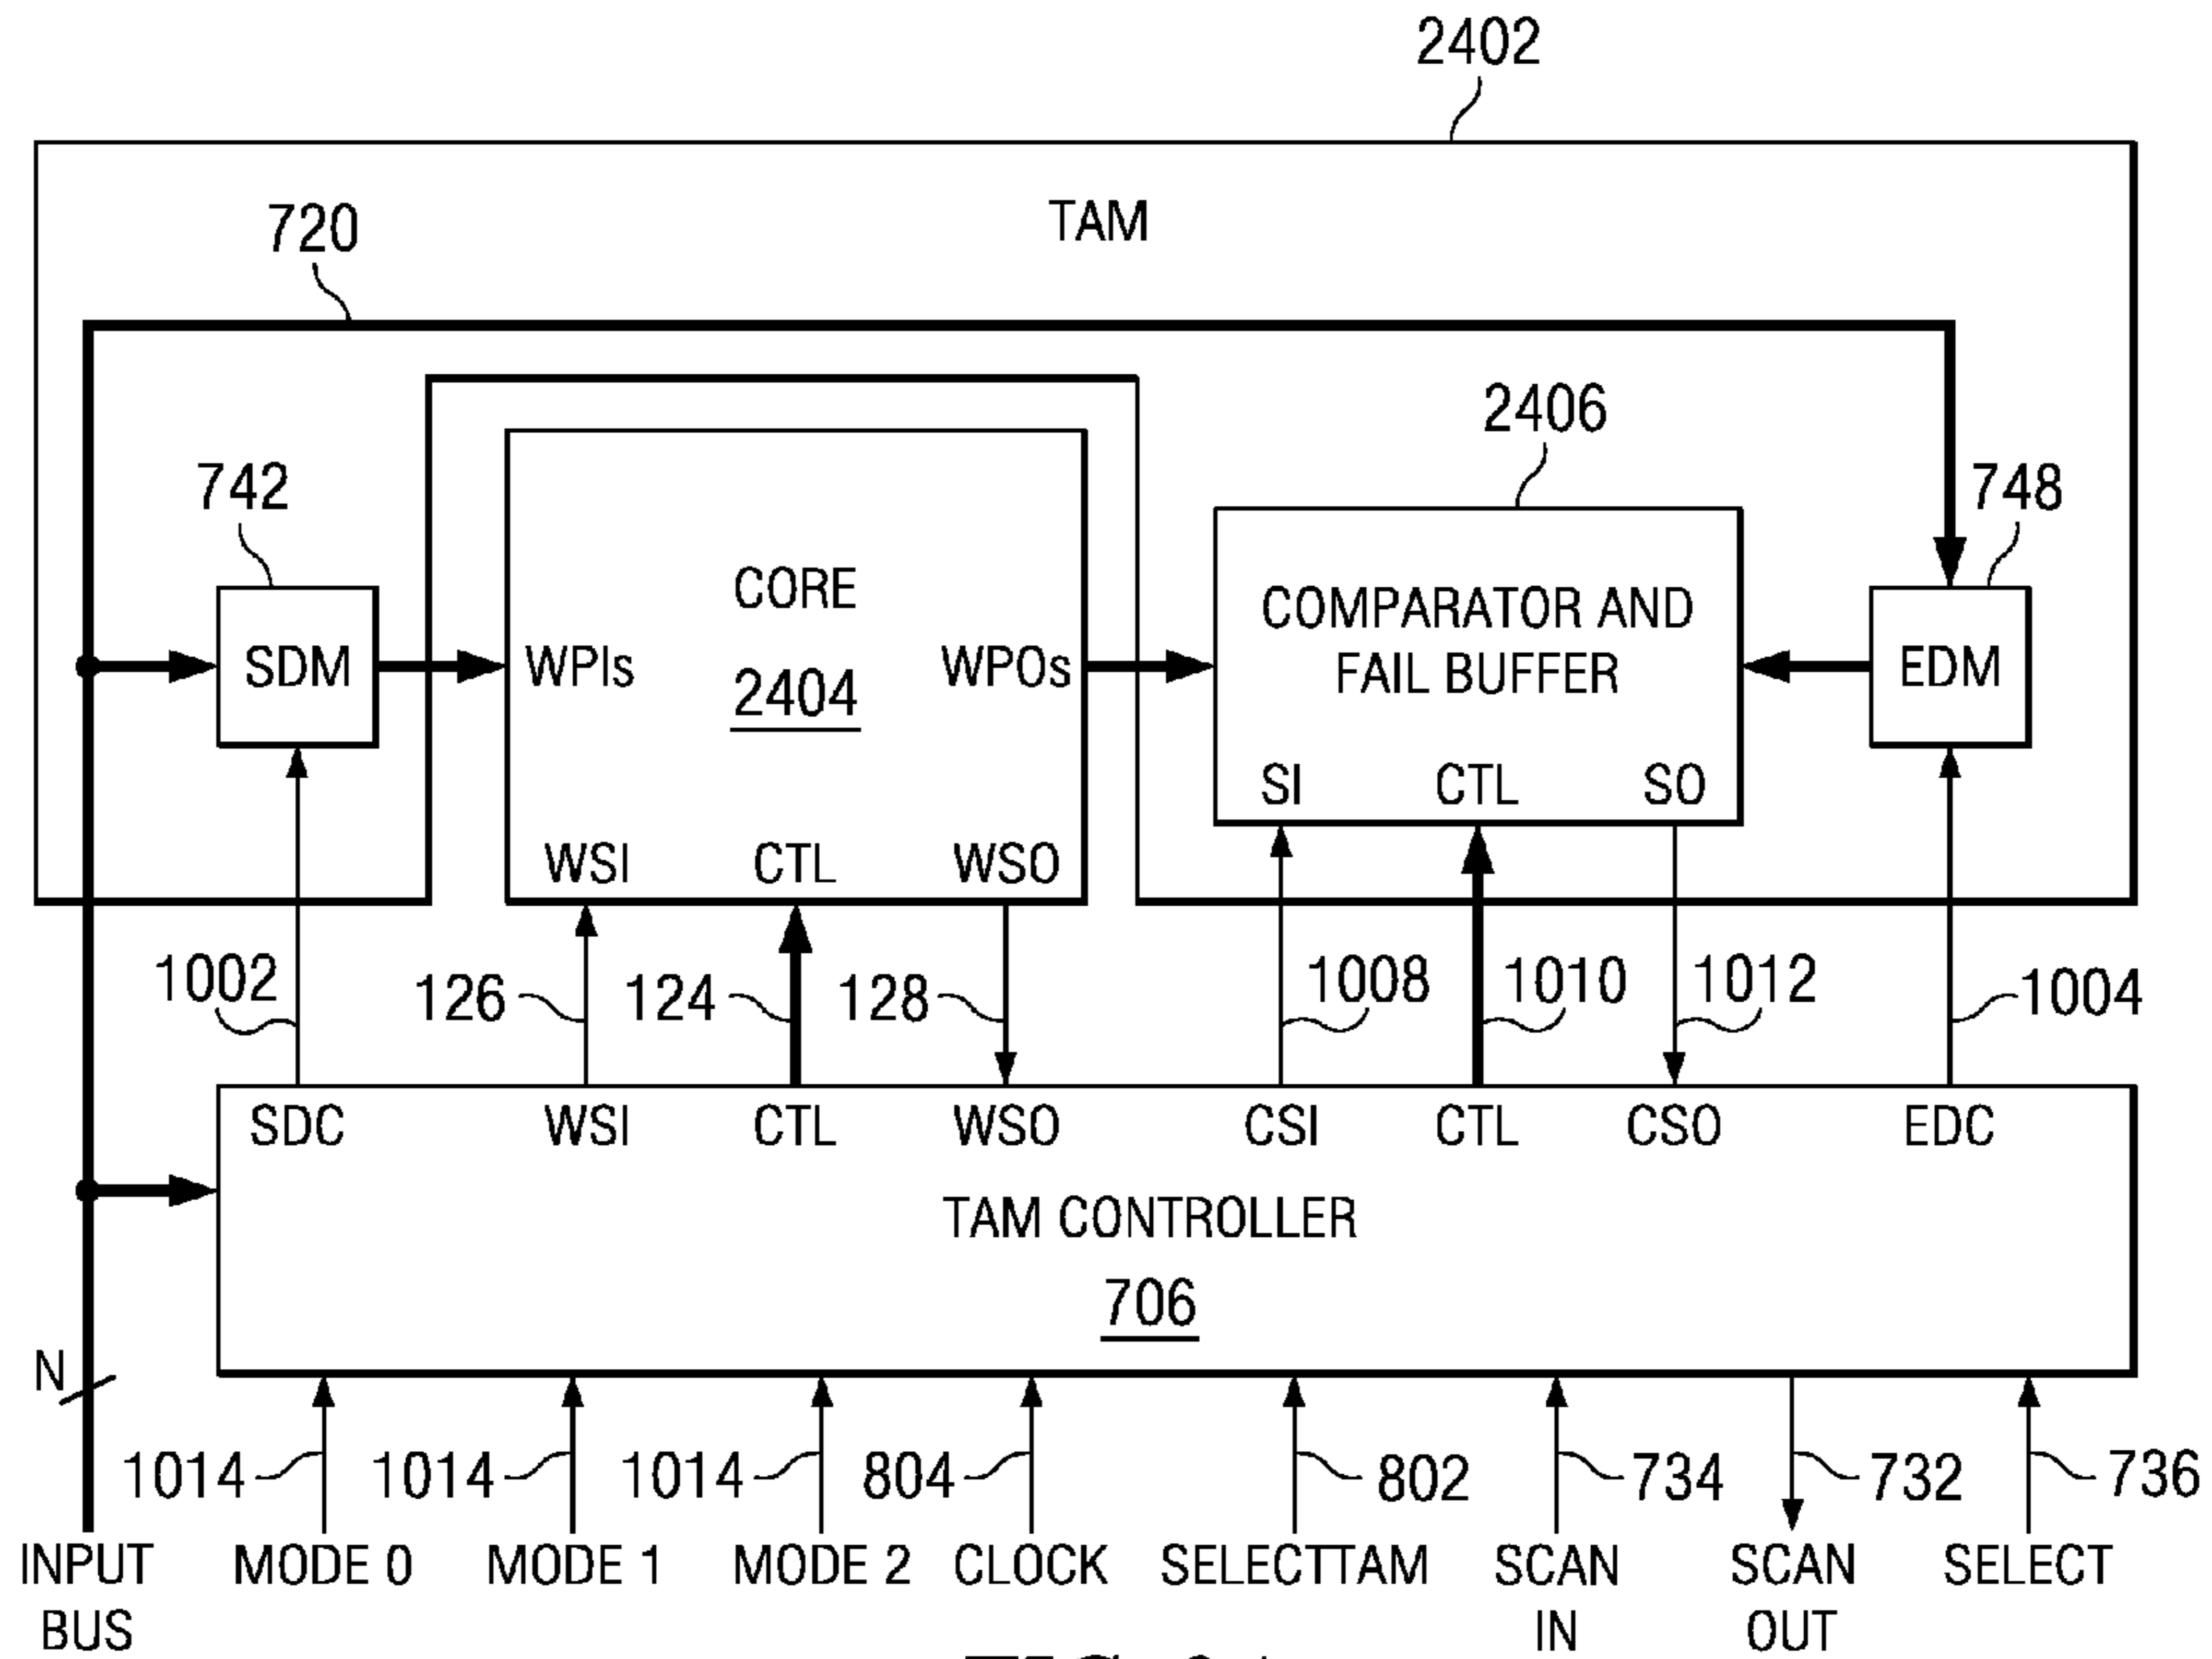 2402
TAM
720
2406
742
748
CORE
2404
SDM
WPIs
WPOs
COMPARATOR AND
FAIL BUFFER
EDM
SI CTL SO
WSI CTL WSO
1002
126
124
128
1008
1010
1012
1004
SDC WSI CTL WSO CSI CTL CSO EDC
TAM CONTROLLER
706
N
1014 1014 1014 804 802 734 732 736
INPUT
BUS
MODE 0
MODE 1
MODE 2
CLOCK
SELECTTAM
SCAN
IN
SCAN
OUT
SELECT